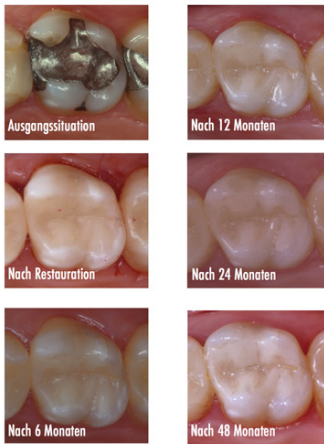 Ausgangssituation
Nach Restauration
Nach 6 Monaten
Nach 12 Monaten
Nach 24 Monaten
Nach 48 Monaten